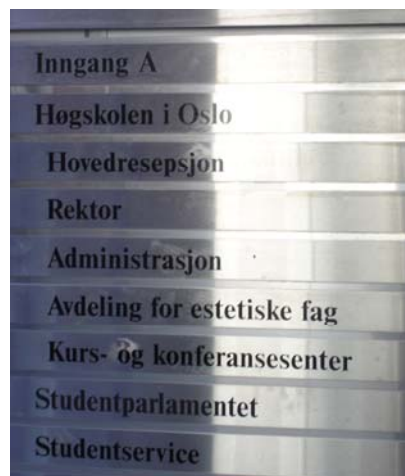 Inngang A
Høgskolen i Oslo
Hovedresepsjon
Rektor
Administrasjon
Avdeling for estetiske fag
Kurs- og konferansesenter
Studentparlamentet
Studentservice